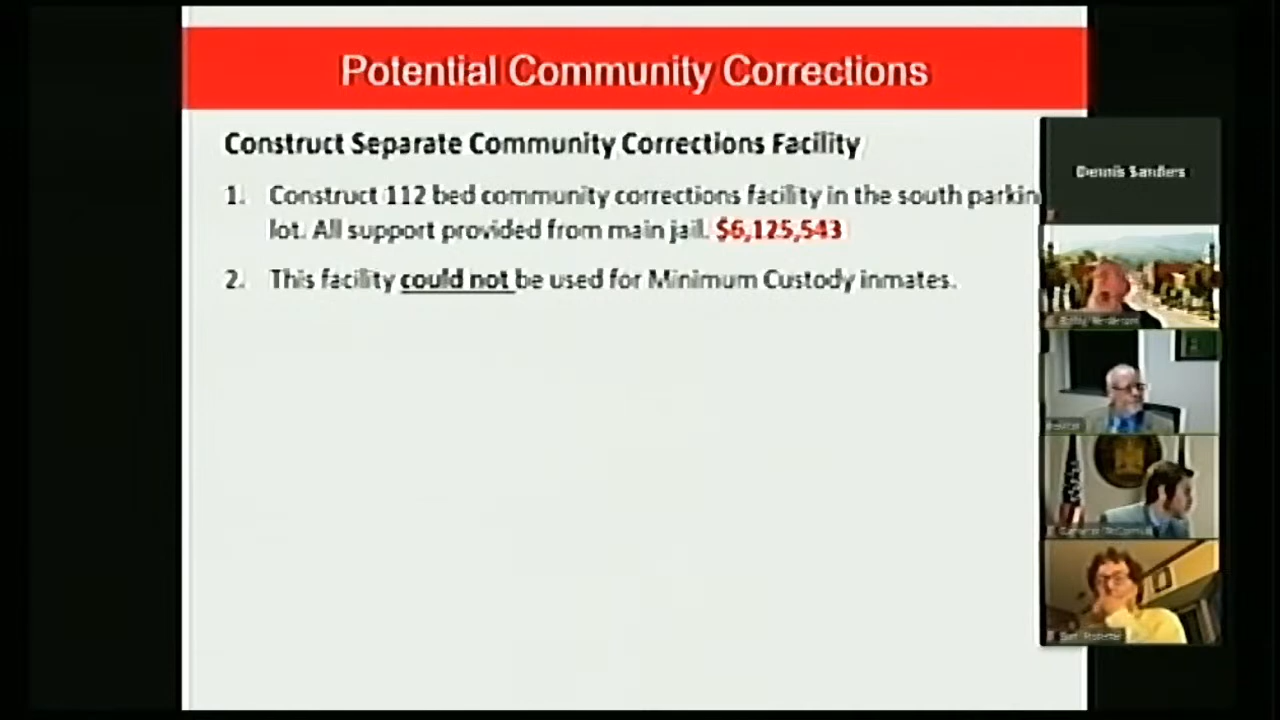 Potential Community Corrections
Construct Separate Community Corrections Facility
1. Construct 112 bed community corrections facility in the south parkin
lot. All support provided from main jail. $6,125,543
2. This facility could not be used for Minimum Custody inmates.
Dennis Sanders